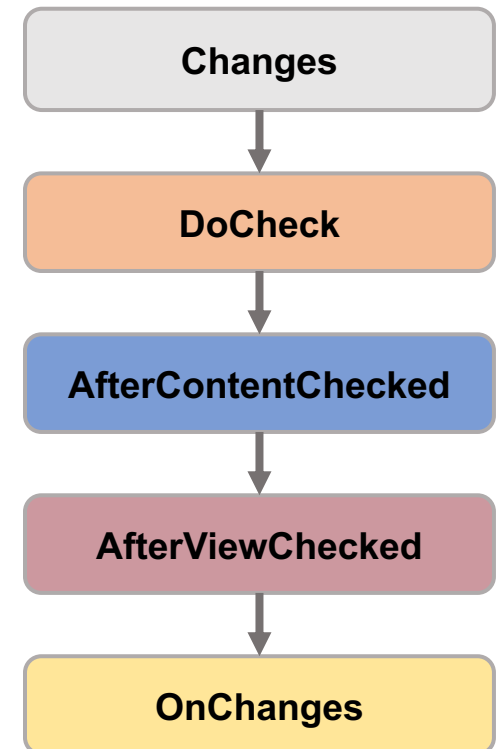 Changes
DoCheck
AfterContentChecked
AfterViewChecked
OnChanges